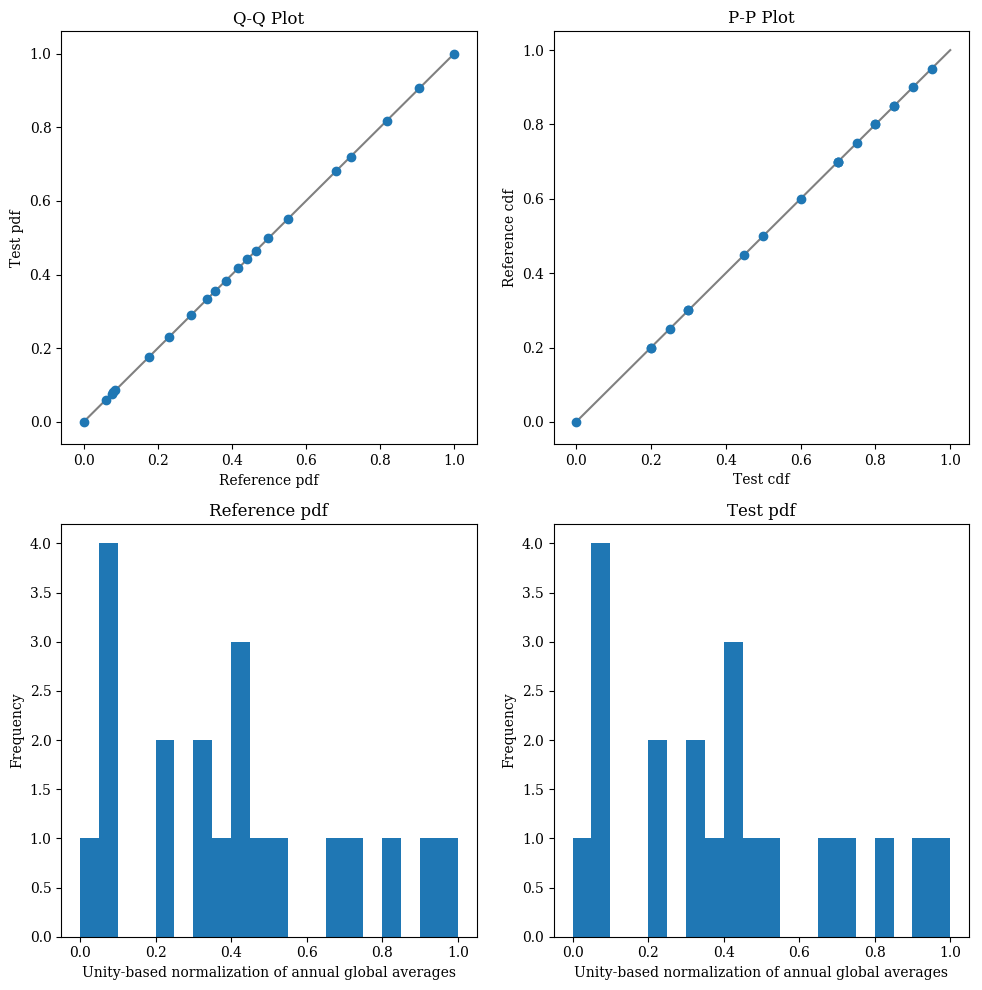 Q-Q Plot
1.0
0.8
0.6
0.4
0.2
0.0
Test pdf
0.0 0.2 0.4 0.6 0.8 1.0
Reference pdf
P-P Plot
1.0
0.8
0.6
0.4
0.2
0.0
Reference cdf
0.0 0.2 0.4 0.6 0.8 1.0
Test cdf
Reference pdf
4.0
3.5
3.0
2.5
2.0
1.5
1.0
0.5
0.0
Frequency
0.0 0.2 0.4 0.6 0.8 1.0
Unity-based normalization of annual global averages
Test pdf
4.0
3.5
3.0
2.5
2.0
1.5
1.0
0.5
0.0
Frequency
0.0 0.2 0.4 0.6 0.8 1.0
Unity-based normalization of annual global averages